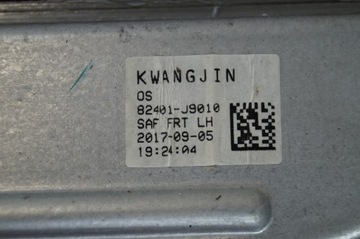 KWANGJIN
OS
82401-J9010
SAF FRT LH
2017-09-05
19:24:04